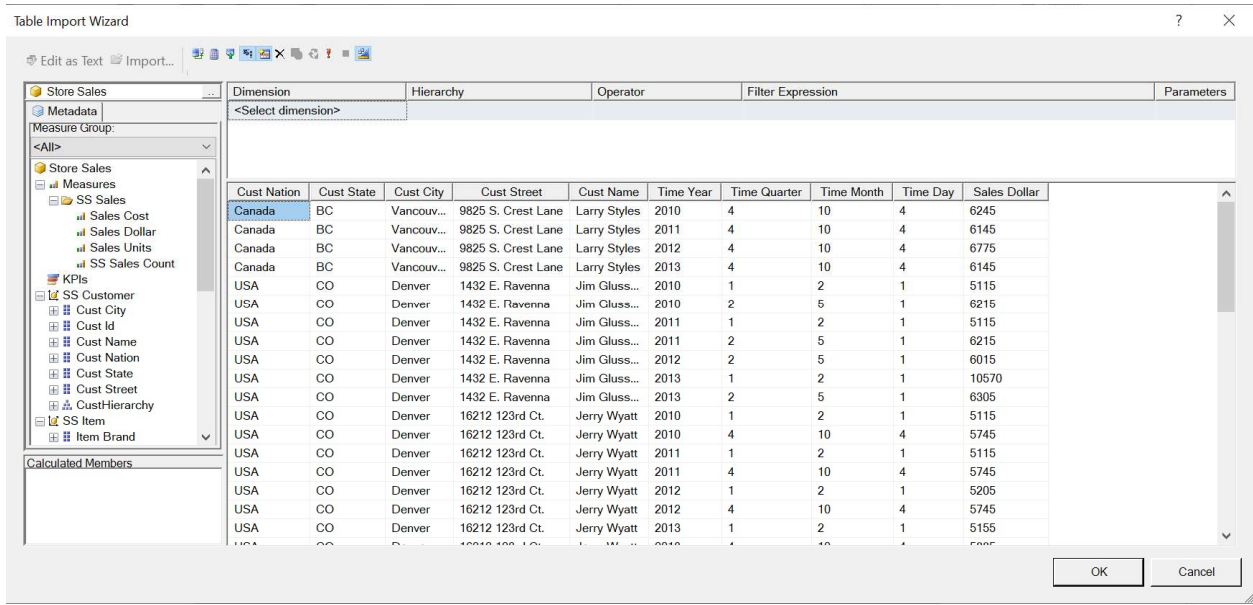 Table Import Wizard
?
Edit as Text Import...
Store Sales ..
Metadata
Measure Group:
<All>
Store Sales
Measures
SS Sales
Sales Cost
Sales Dollar
Sales Units
SS Sales Count
KPIs
SS Customer
Cust City
Cust Id
Cust Name
Cust Nation
Cust State
Cust Street
CustHierarchy
SS Item
Item Brand
Calculated Members
Dimension Hierarchy Operator Filter Expression Parameters
<Select dimension>
Cust Nation Cust State Cust City Cust Street Cust Name Time Year Time Quarter Time Month Time Day Sales Dollar
Canada BC Vancouv... 9825 S. Crest Lane Larry Styles 2010 4 10 4 6245
Canada BC Vancouv... 9825 S. Crest Lane Larry Styles 2011 4 10 4 6145
Canada BC Vancouv... 9825 S. Crest Lane Larry Styles 2012 4 10 4 6775
Canada BC Vancouv... 9825 S. Crest Lane Larry Styles 2013 4 10 4 6145
USA CO Denver 1432 E. Ravenna Jim Gluss... 2010 1 2 1 5115
USA CO Denver 1432 E. Ravenna Jim Gluss... 2010 2 5 1 6215
USA CO Denver 1432 E. Ravenna Jim Gluss... 2011 1 2 1 5115
USA CO Denver 1432 E. Ravenna Jim Gluss... 2011 2 5 1 6215
USA CO Denver 1432 E. Ravenna Jim Gluss... 2012 2 5 1 6015
USA CO Denver 1432 E. Ravenna Jim Gluss... 2013 1 2 1 10570
USA CO Denver 1432 E. Ravenna Jim Gluss... 2013 2 5 1 6305
USA CO Denver 16212 123rd Ct. Jerry Wyatt 2010 1 2 1 5115
USA CO Denver 16212 123rd Ct. Jerry Wyatt 2010 4 10 4 5745
USA CO Denver 16212 123rd Ct. Jerry Wyatt 2011 1 2 1 5115
USA CO Denver 16212 123rd Ct. Jerry Wyatt 2011 4 10 4 5745
USA CO Denver 16212 123rd Ct. Jerry Wyatt 2012 1 2 1 5205
USA CO Denver 16212 123rd Ct. Jerry Wyatt 2012 4 10 4 5745
USA CO Denver 16212 123rd Ct. Jerry Wyatt 2013 1 2 1 5155
OK Cancel